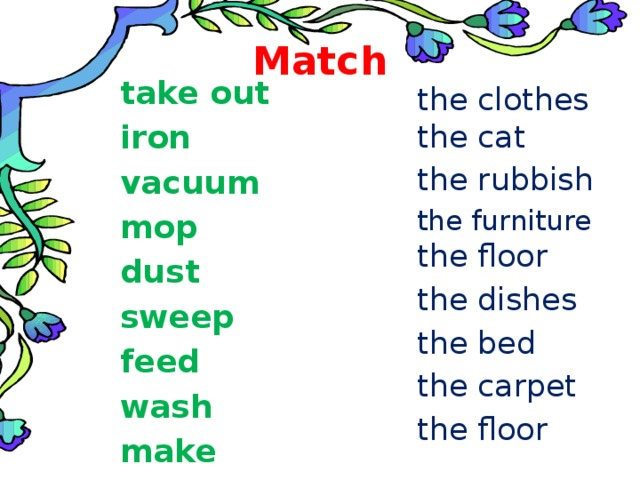 Match
take out
iron
vacuum
mop
dust
sweep
feed
wash
make
the clothes
the cat
the rubbish
the furniture
the floor
the dishes
the bed
the carpet
the floor